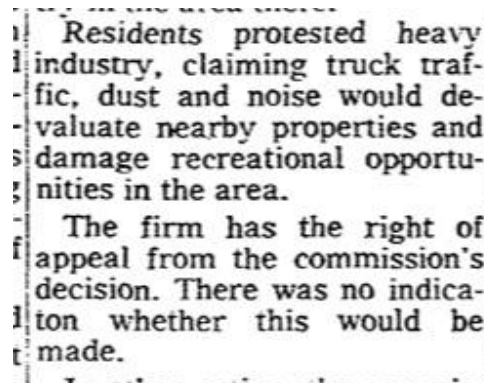 Residents protested heavy
industry, claiming truck traf-
fic, dust and noise would de-
valuate nearby properties and
damage recreational opportu-
nities in the area.
The firm has the right of
appeal from the commission's
decision. There was no indica-
ton whether this would be
made.